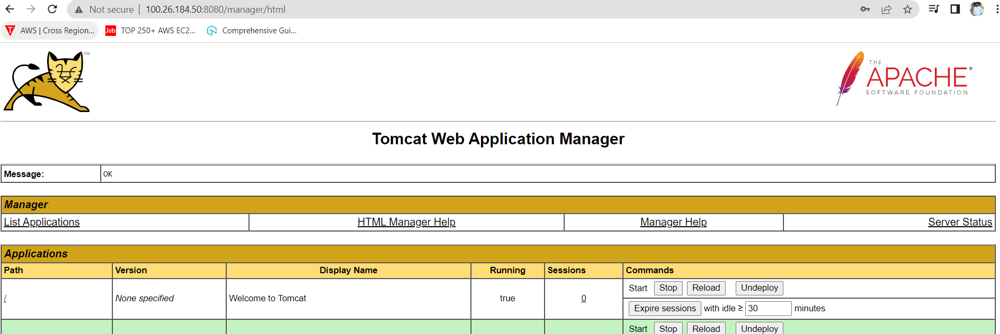 Not secure | 100.26.184.50:8080/manager/html
AWS | Cross Region... Job TOP 250+ AWS EC2... Comprehensive Gui...
TM
THE
APACHE®
SOFTWARE FOUNDATION
Tomcat Web Application Manager
Message: OK
Manager
List Applications HTML Manager Help Manager Help Server Status
Applications
Path Version Display Name Running Sessions Commands
/ None specified Welcome to Tomcat true 0 Start Stop Reload Undeploy
Expire sessions with idle ≥ 30 minutes
Start Stop Reload Undeploy